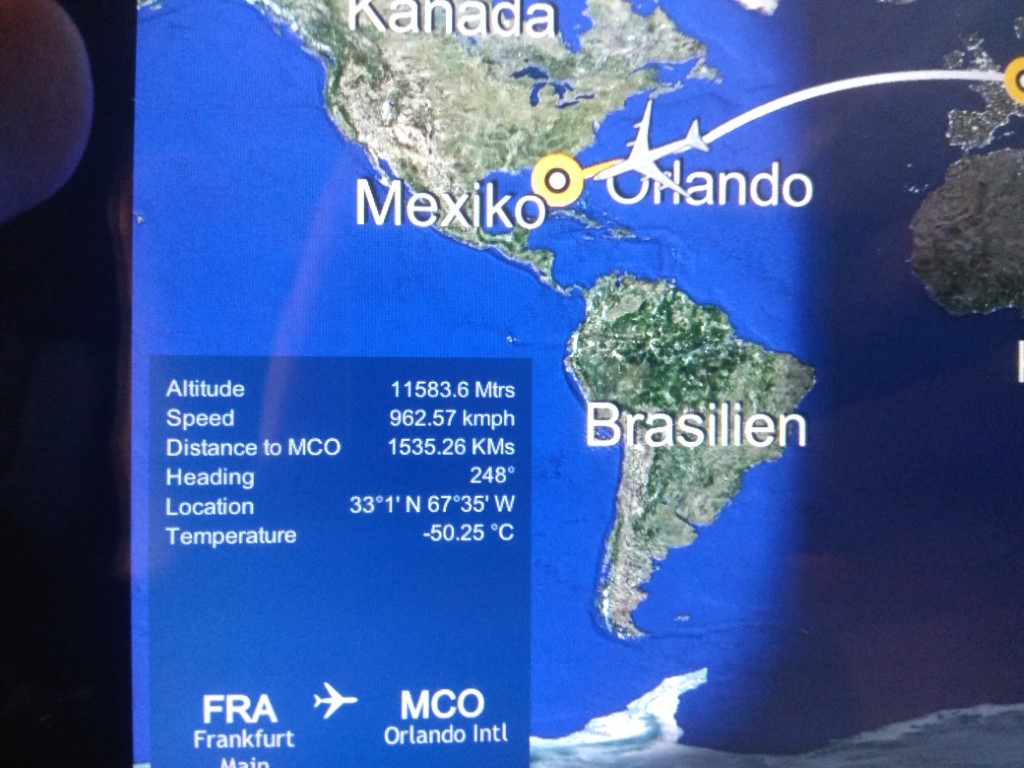 Kanada
Mexiko
Orlando
Brasilien
Altitude 11583.6 Mtrs
Speed 962.57 kmph
Distance to MCO 1535.26 KMs
Heading 248°
Location 33°1' N 67°35' W
Temperature -50.25 °C
FRA MCO
Frankfurt Orlando Intl
Main